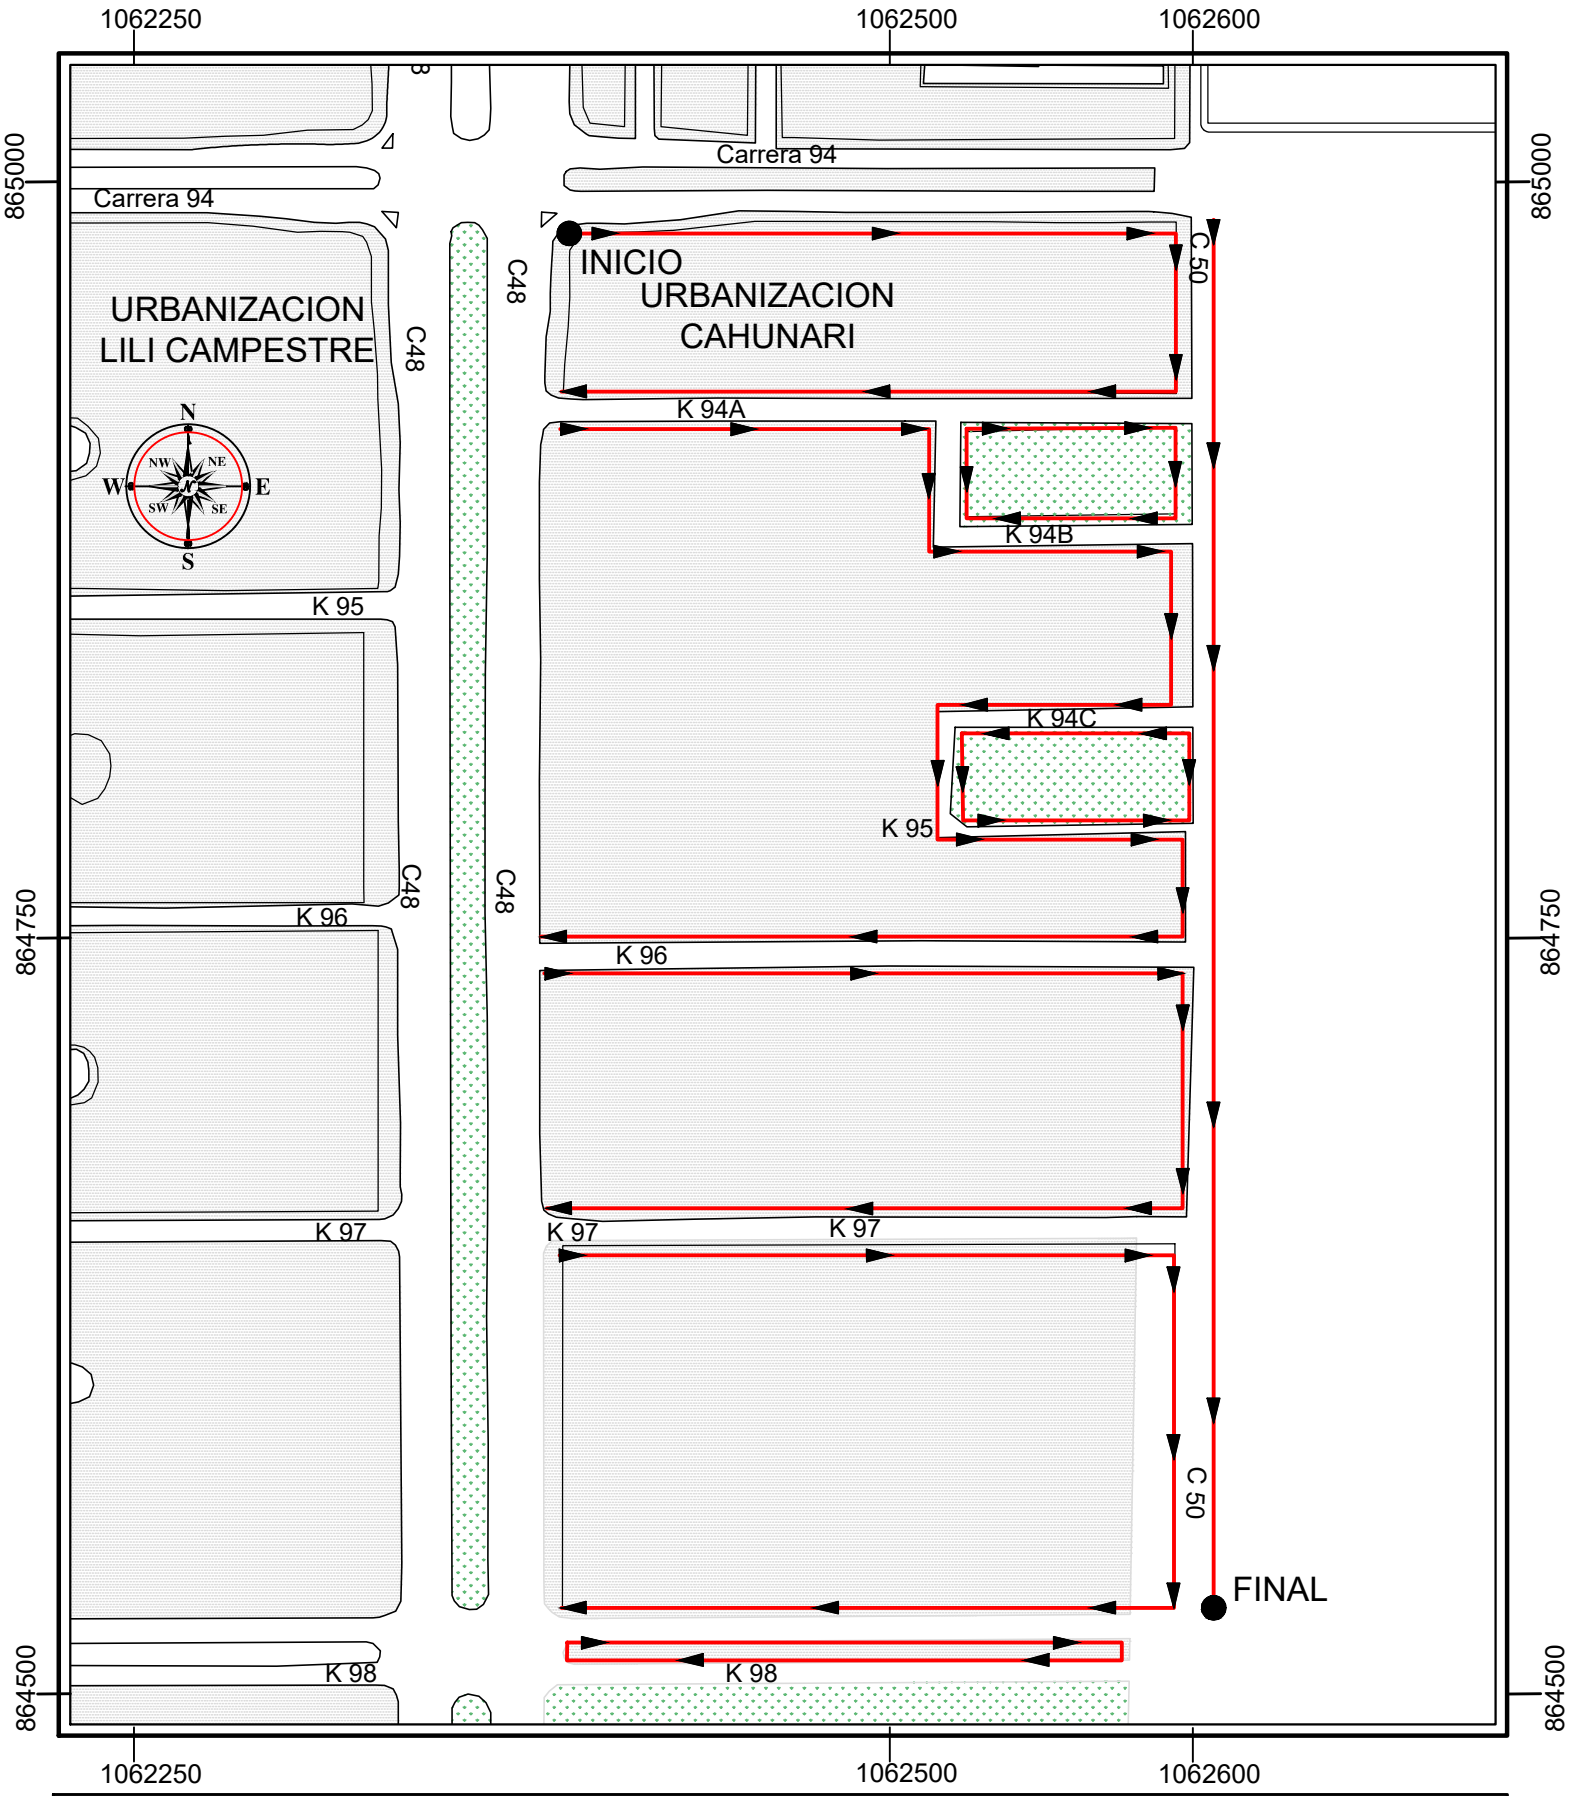 1062250
1062500
1062600
8
865000
865000
Carrera 94
Carrera 94
C 50
INICIO
C48
URBANIZACION
CAHUNARI
URBANIZACION
LILI CAMPESTRE
C48
K 94A
N
NW
NE
W
E
SW
SE
S
K 94B
K 95
K 94C
K 95
C48
C48
864750
864750
K 96
K 96
K 97
K 97
K 97
C 50
FINAL
K 98
K 98
864500
864500
1062250
1062500
1062600